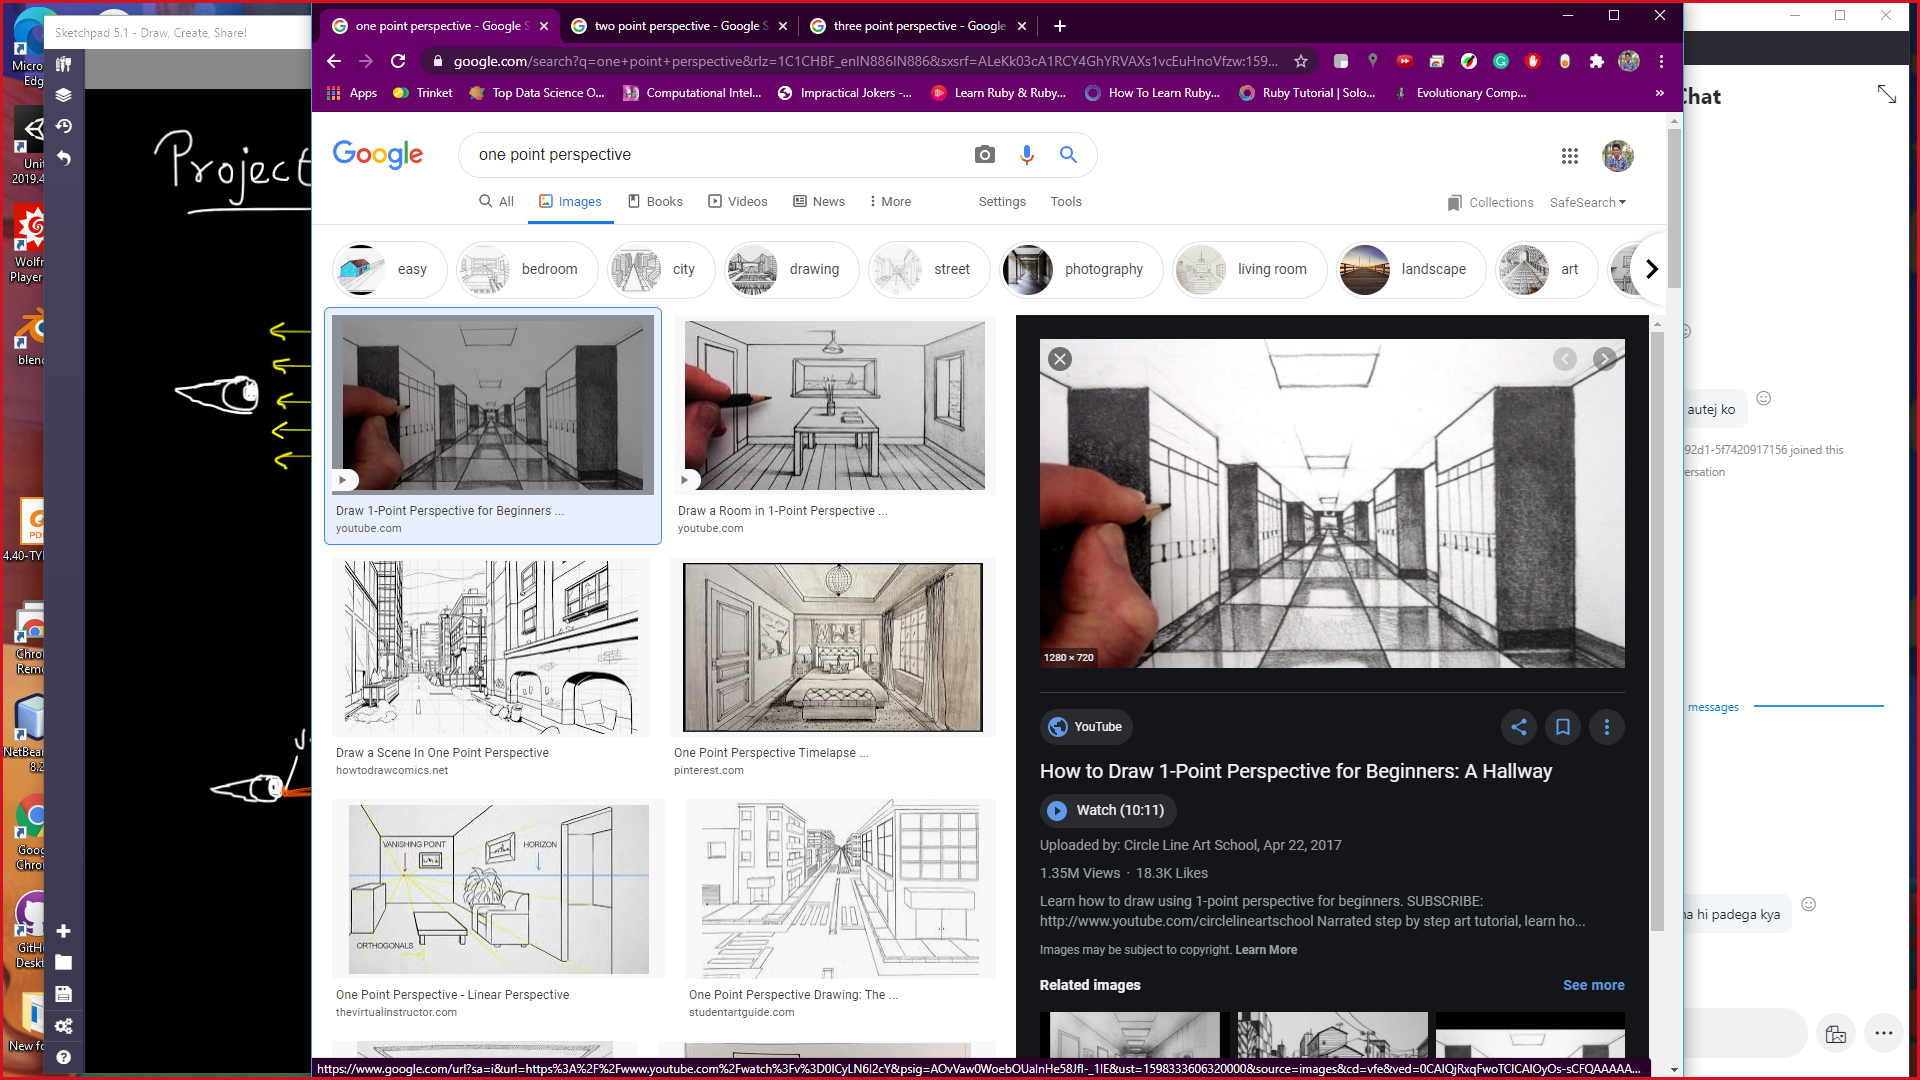 Sketchpad 5.1 - Draw, Create, Share!
one point perspective - Google S
two point perspective - Google S
three point perspective - Google
google.com/search?q=one+point+perspective&rlz=1C1CHBF_enIN886IN886&sxsrf=ALeKk03cA1RCY4GhYRVAXs1vcEuHnoVfzw:159...
Apps
Trinket
Top Data Science O...
Computational Intel...
Impractical Jokers -...
Learn Ruby & Ruby...
How To Learn Ruby...
Ruby Tutorial | Solo...
Evolutionary Comp...
»
Google
one point perspective
All
Images
Books
Videos
News
More
Settings
Tools
Collections
SafeSearch
easy
bedroom
city
drawing
street
photography
living room
landscape
art
Draw 1-Point Perspective for Beginners ...
youtube.com
Draw a Room in 1-Point Perspective ...
youtube.com
Draw a Scene In One Point Perspective
howtodrawcomics.net
One Point Perspective Timelapse ...
pinterest.com
VANISHING POINT
HORIZON
ORTHOGONALS
One Point Perspective - Linear Perspective
thevirtualinstructor.com
One Point Perspective Drawing: The ...
studentartguide.com
1280 × 720
YouTube
How to Draw 1-Point Perspective for Beginners: A Hallway
Watch (10:11)
Uploaded by: Circle Line Art School, Apr 22, 2017
1.35M Views · 18.3K Likes
Learn how to draw using 1-point perspective for beginners. SUBSCRIBE:
http://www.youtube.com/circlelineartschool Narrated step by step art tutorial, learn ho...
Images may be subject to copyright. Learn More
Related images
See more
https://www.google.com/url?sa=i&url=https%3A%2F%2Fwww.youtube.com%2Fwatch%3Fv%3D0ICyLN6I2cY&psig=AOvVaw0WoebOUaInHe58JfI-_1IE&ust=1598333606320000&source=images&cd=vfe&ved=0CAIQjRxqFwoTCICAIOyOs-sCFQAAAAA...
Project
Micro
Edg
Unit
2019.4
Wolfr
Player
blen
PD
4.40-TY
Chro
Remo
NetBear
8.2
Goog
Chro
GitH
Deskt
New fo
Chat
autej ko
92d1-5f7420917156 joined this
ersation
messages
na hi padega kya